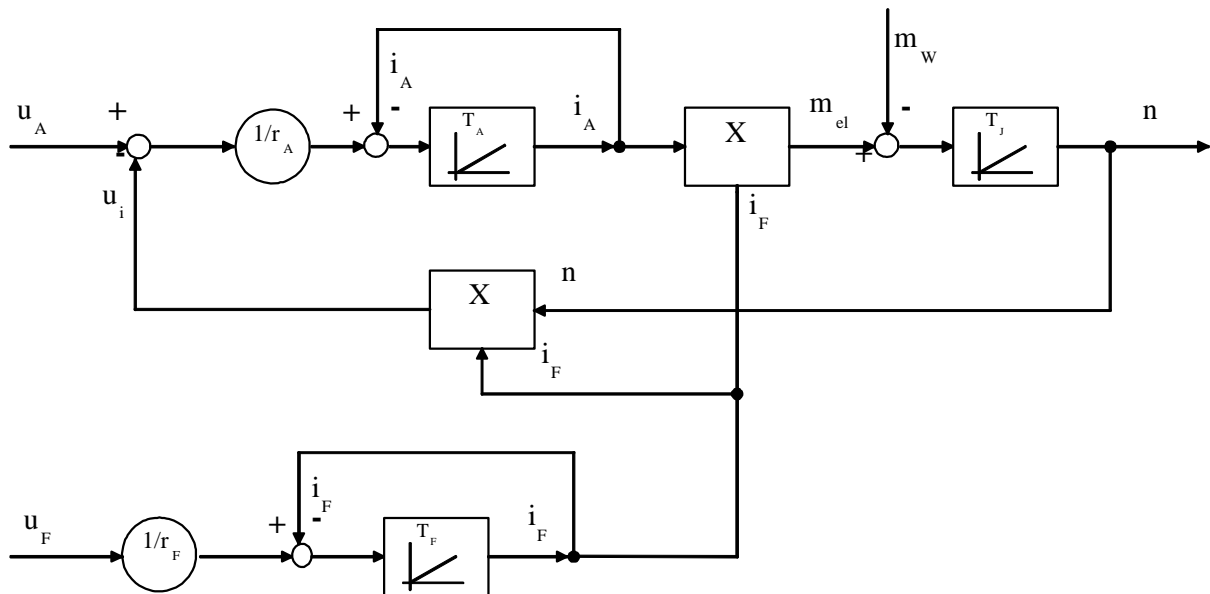 m_W
i_A
u_A
+
-
1/r_A
+
-
T_A
i_A
X
m_el
+
-
T_J
n
u_i
i_F
X
n
i_F
u_F
1/r_F
+
i_F
-
T_F
i_F